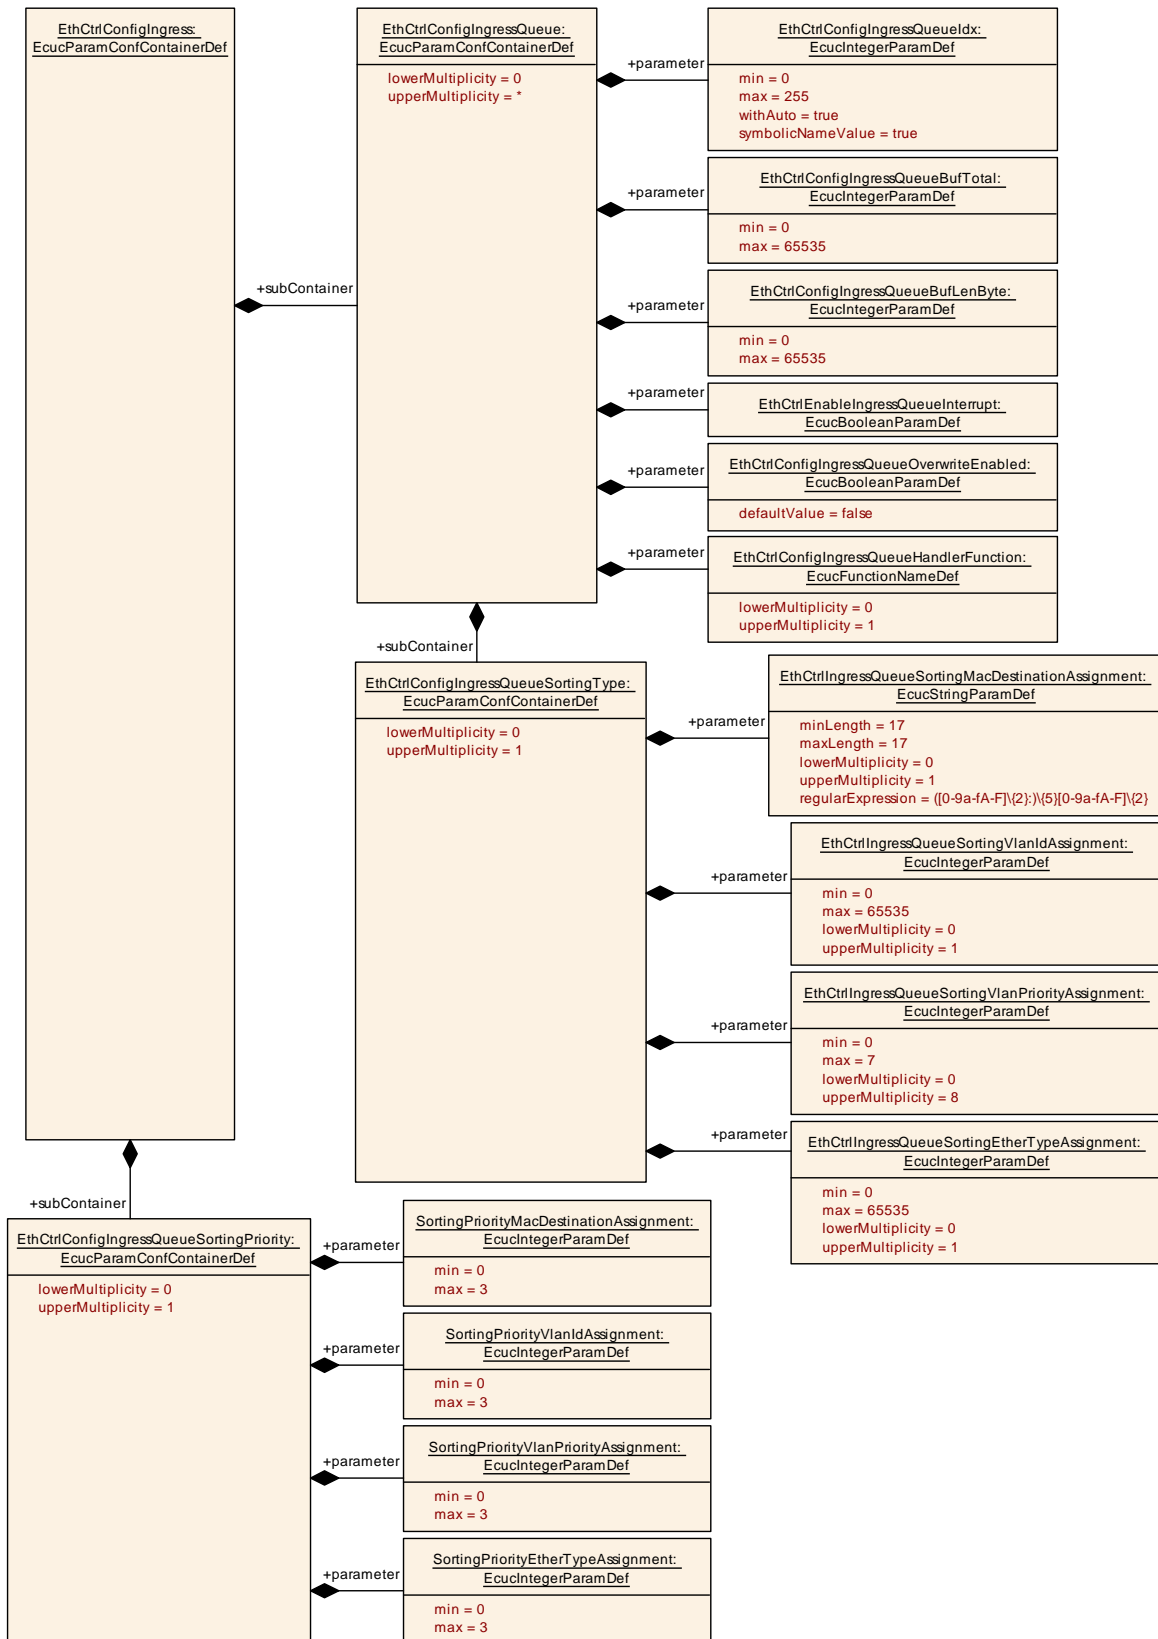 EthCtrlConfigIngress:
EcucParamConfContainerDef
+subContainer
+subContainer
EthCtrlConfigIngressQueue:
EcucParamConfContainerDef
lowerMultiplicity = 0
upperMultiplicity = *
+parameter
EthCtrlConfigIngressQueueIdx:
EcucIntegerParamDef
min = 0
max = 255
withAuto = true
symbolicNameValue = true
+parameter
EthCtrlConfigIngressQueueBufTotal:
EcucIntegerParamDef
min = 0
max = 65535
+parameter
EthCtrlConfigIngressQueueBufLenByte:
EcucIntegerParamDef
min = 0
max = 65535
+parameter
EthCtrlEnableIngressQueueInterrupt:
EcucBooleanParamDef
+parameter
EthCtrlConfigIngressQueueOverwriteEnabled:
EcucBooleanParamDef
defaultValue = false
+parameter
EthCtrlConfigIngressQueueHandlerFunction:
EcucFunctionNameDef
lowerMultiplicity = 0
upperMultiplicity = 1
+subContainer
EthCtrlConfigIngressQueueSortingType:
EcucParamConfContainerDef
lowerMultiplicity = 0
upperMultiplicity = 1
+parameter
EthCtrlIngressQueueSortingMacDestinationAssignment:
EcucStringParamDef
minLength = 17
maxLength = 17
lowerMultiplicity = 0
upperMultiplicity = 1
regularExpression = ([0-9a-fA-F]\{2}:)\{5}[0-9a-fA-F]\{2}
+parameter
EthCtrlIngressQueueSortingVlanIdAssignment:
EcucIntegerParamDef
min = 0
max = 65535
lowerMultiplicity = 0
upperMultiplicity = 1
+parameter
EthCtrlIngressQueueSortingVlanPriorityAssignment:
EcucIntegerParamDef
min = 0
max = 7
lowerMultiplicity = 0
upperMultiplicity = 8
+parameter
EthCtrlIngressQueueSortingEtherTypeAssignment:
EcucIntegerParamDef
min = 0
max = 65535
lowerMultiplicity = 0
upperMultiplicity = 1
EthCtrlConfigIngressQueueSortingPriority:
EcucParamConfContainerDef
lowerMultiplicity = 0
upperMultiplicity = 1
+parameter
SortingPriorityMacDestinationAssignment:
EcucIntegerParamDef
min = 0
max = 3
+parameter
SortingPriorityVlanIdAssignment:
EcucIntegerParamDef
min = 0
max = 3
+parameter
SortingPriorityVlanPriorityAssignment:
EcucIntegerParamDef
min = 0
max = 3
+parameter
SortingPriorityEtherTypeAssignment:
EcucIntegerParamDef
min = 0
max = 3